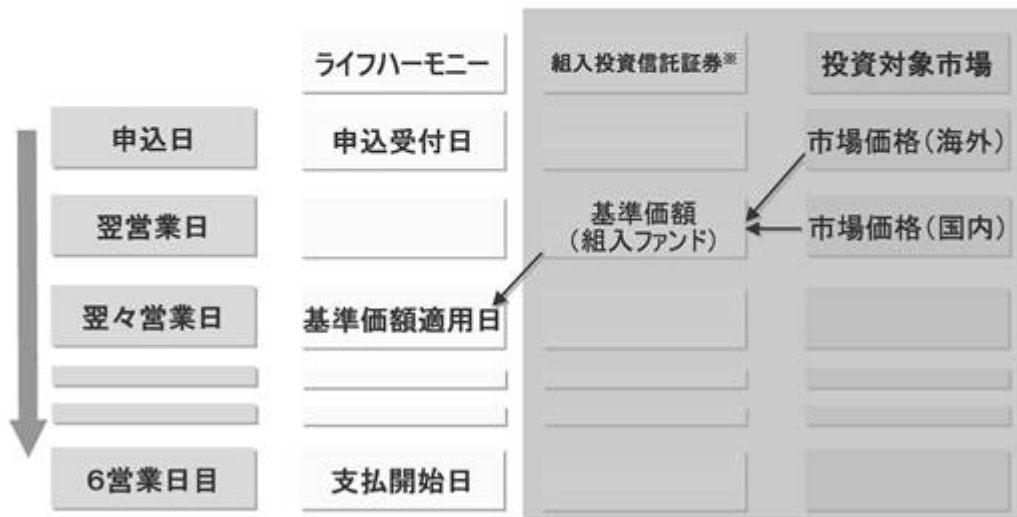 ライフハーモニー
組入投資信託証券※
投資対象市場
申込日
申込受付日
市場価格(海外)
翌営業日
基準価額
(組入ファンド)
市場価格(国内)
翌々営業日
基準価額適用日
6営業日目
支払開始日